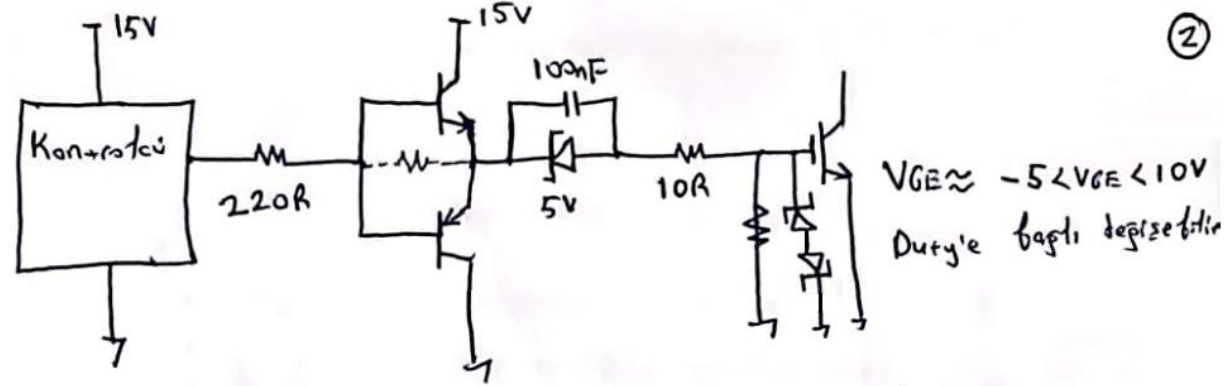 15V
15V
②
100nF
Kontrolcü
220R
5V
10R
VGE ≈ -5 < VGE < 10V
Duty'e bağlı değişebilir